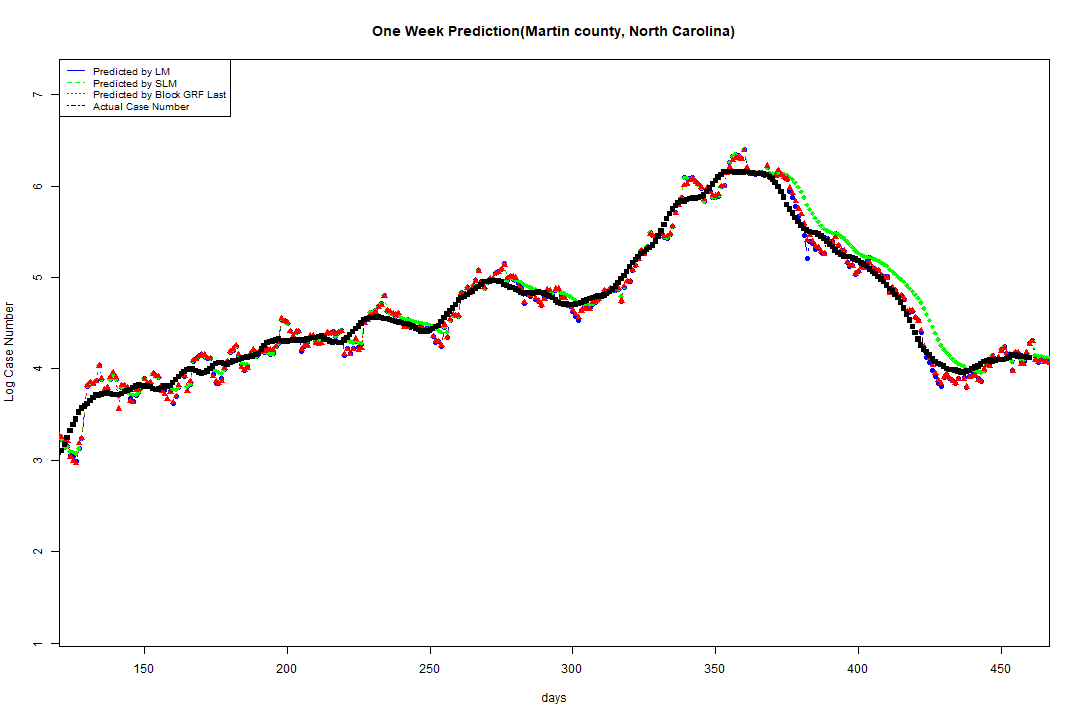 One Week Prediction(Martin county, North Carolina)
Predicted by LM
Predicted by SLM
Predicted by Block GRF Last
Actual Case Number
Log Case Number
7
6
5
4
3
2
1
150 200 250 300 350 400 450
days